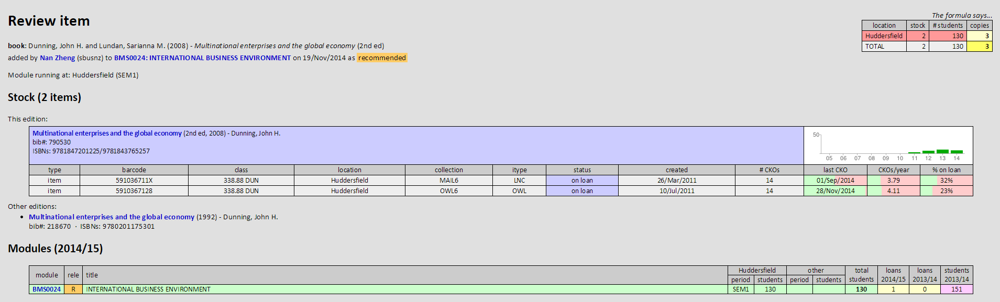 Review item
The formula says...
location stock # students copies
Huddersfield 2 130 3
TOTAL 2 130 3
book: Dunning, John H. and Lundan, Sarianna M. (2008) - Multinational enterprises and the global economy (2nd ed)
added by Nan Zheng (sbusnz) to BMS0024: INTERNATIONAL BUSINESS ENVIRONMENT on 19/Nov/2014 as recommended
Module running at: Huddersfield (SEM1)
Stock (2 items)
This edition:
Multinational enterprises and the global economy (2nd ed, 2008) - Dunning, John H.
bib#: 790530
ISBNs: 9781847201225/9781843765257
50
05 06 07 08 09 10 11 12 13 14
type barcode class location collection itype status created # CKOs last CKO CKOs/year % on loan
item 591036711X 338.88 DUN Huddersfield MAIL6 LNC on loan 26/Mar/2011 14 01/Sep/2014 3.79 32%
item 5910367128 338.88 DUN Huddersfield OWL6 OWL on loan 10/Jul/2011 14 28/Nov/2014 4.11 23%
Other editions:
• Multinational enterprises and the global economy (1992) - Dunning, John H.
bib#: 218670 · ISBNs: 9780201175301
Modules (2014/15)
module rele title Huddersfield other total loans loans students
period students period students students 2014/15 2013/14 2013/14
BMS0024 R INTERNATIONAL BUSINESS ENVIRONMENT SEM1 130 130 1 0 151